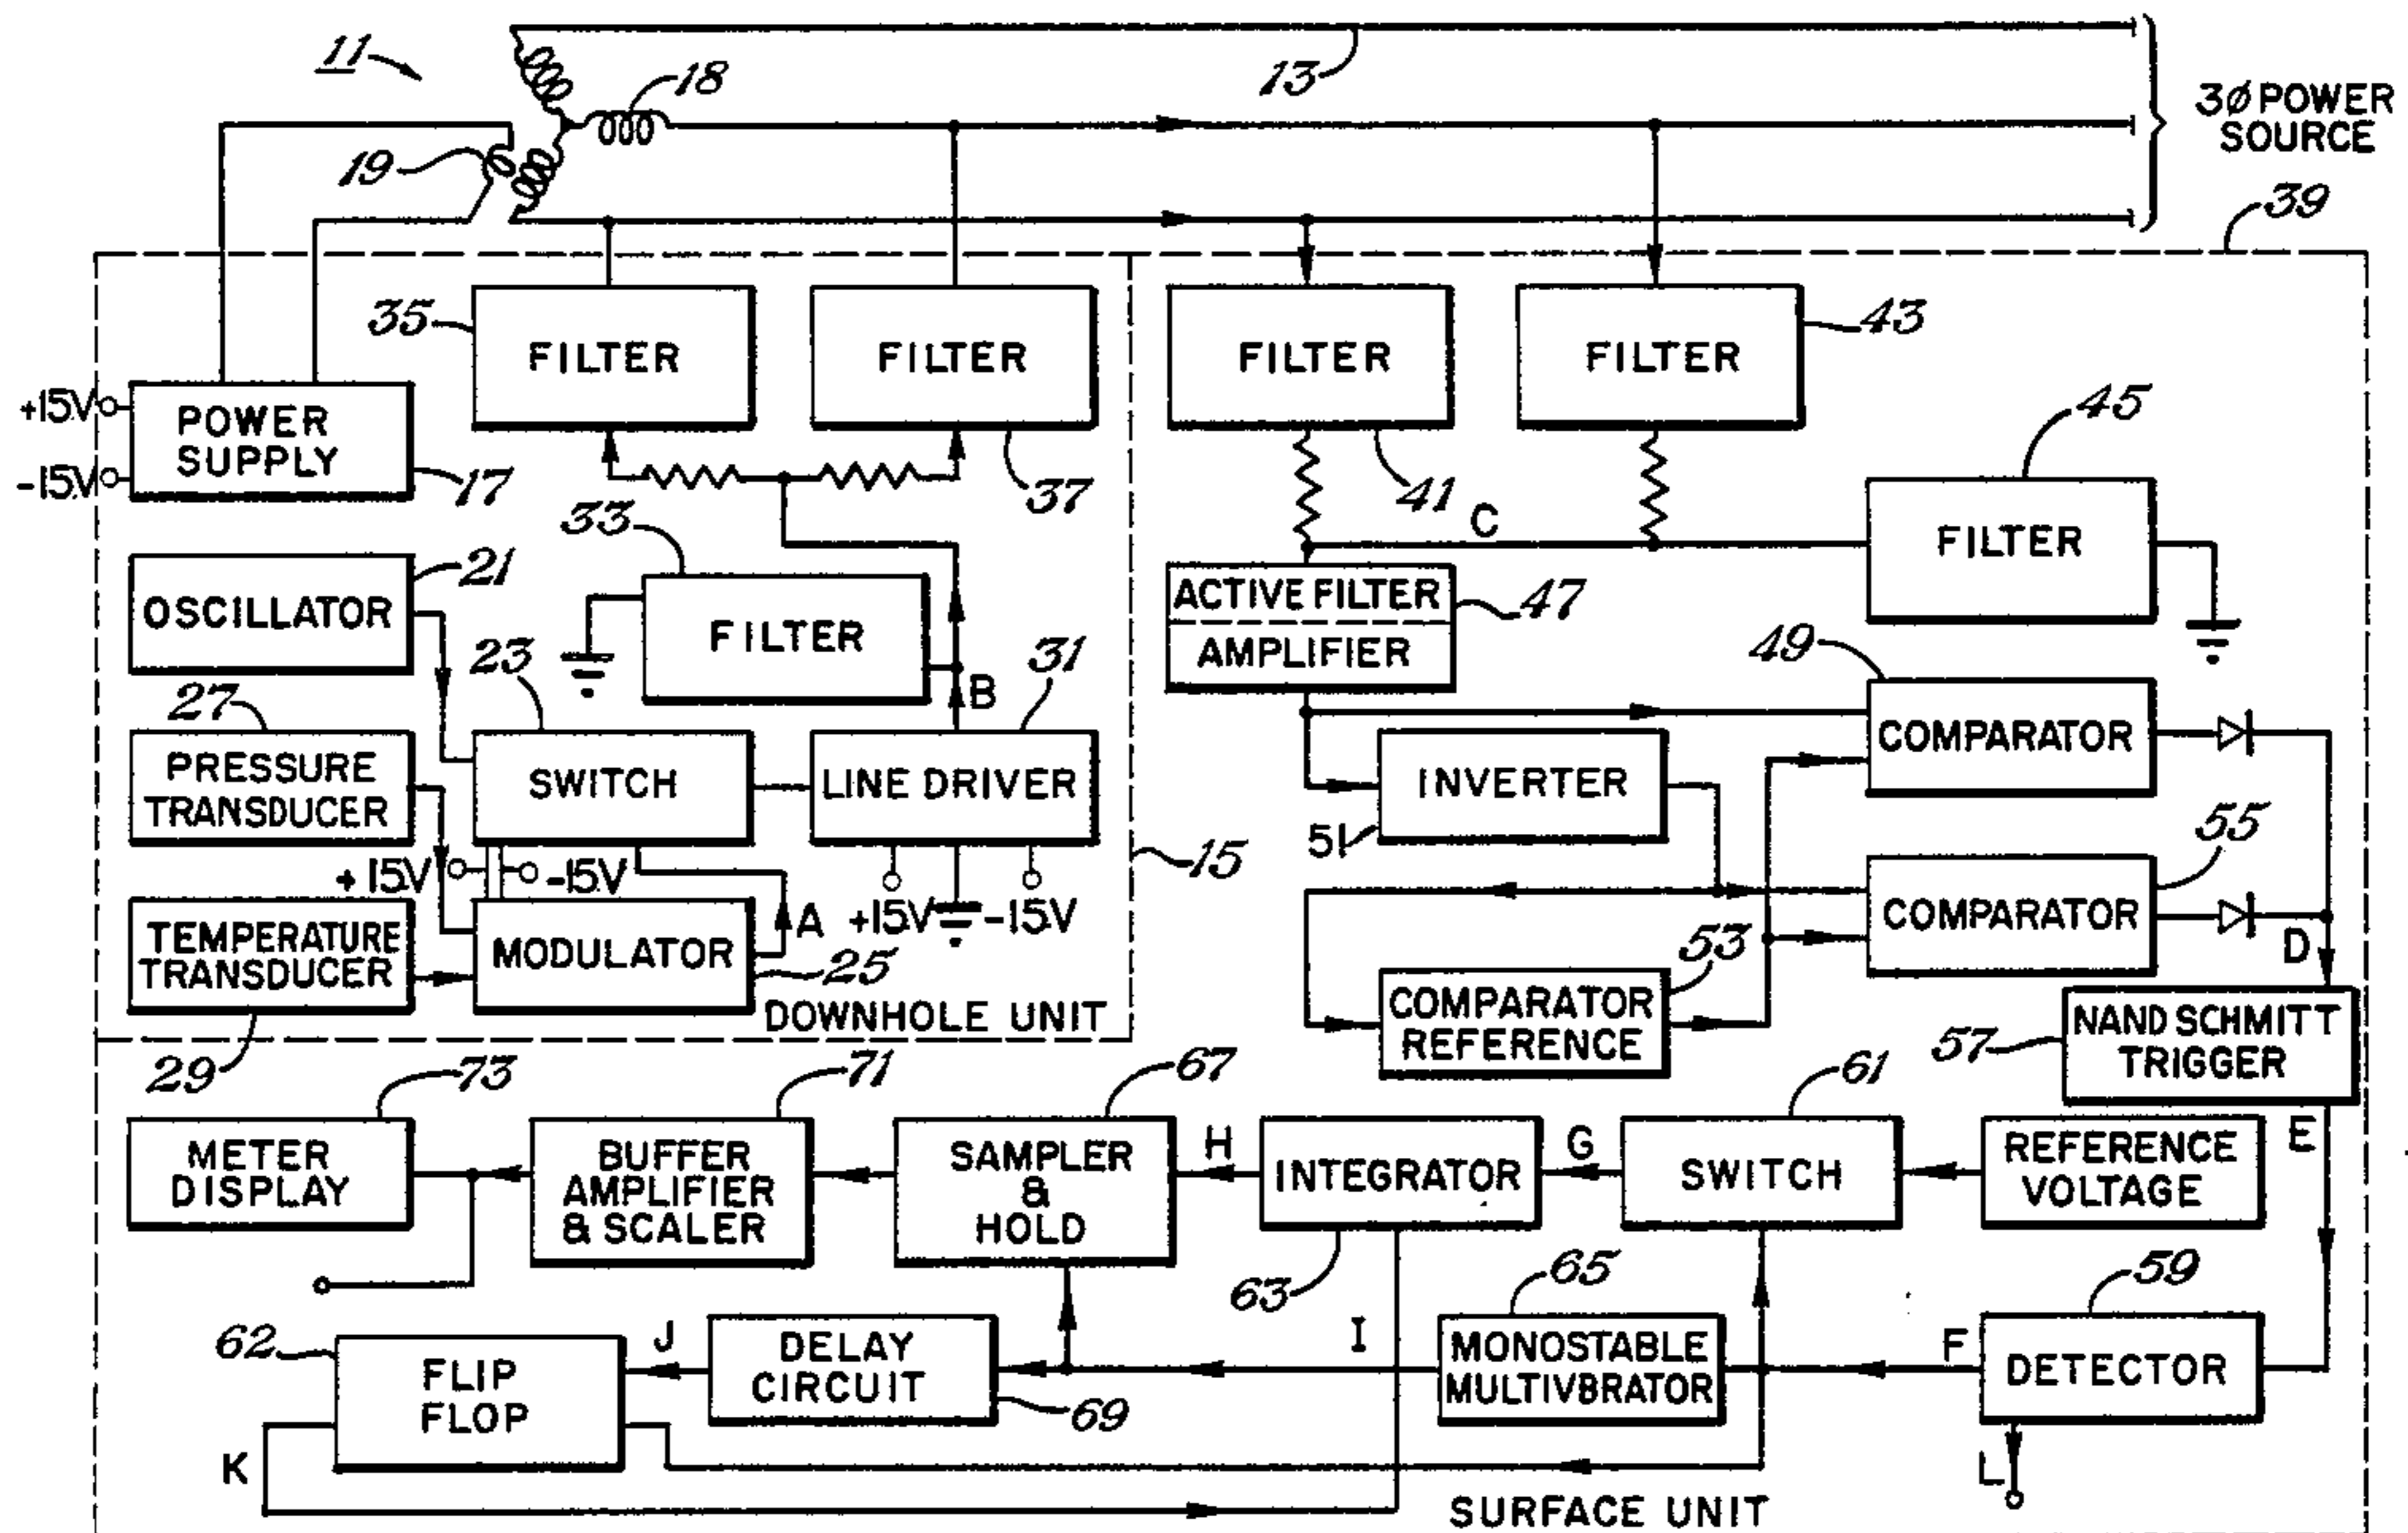 11
18
13
3ø POWER
SOURCE
19
39
35
FILTER
FILTER
37
FILTER
41
FILTER
43
+15V
-15V
POWER
SUPPLY
17
45
FILTER
33
FILTER
C
ACTIVE FILTER
AMPLIFIER
47
OSCILLATOR
21
23
SWITCH
B
31
LINE DRIVER
49
COMPARATOR
27
PRESSURE
TRANSDUCER
INVERTER
51
55
COMPARATOR
15
+15V
-15V
+15V
-15V
A
TEMPERATURE
TRANSDUCER
29
MODULATOR
25
DOWNHOLE UNIT
53
COMPARATOR
REFERENCE
D
NAND SCHMITT
TRIGGER
57
E
73
METER
DISPLAY
71
BUFFER
AMPLIFIER
& SCALER
67
SAMPLER
&
HOLD
H
INTEGRATOR
63
G
61
SWITCH
REFERENCE
VOLTAGE
62
FLIP
FLOP
J
DELAY
CIRCUIT
69
I
65
MONOSTABLE
MULTIVBRATOR
F
59
DETECTOR
K
L
SURFACE UNIT